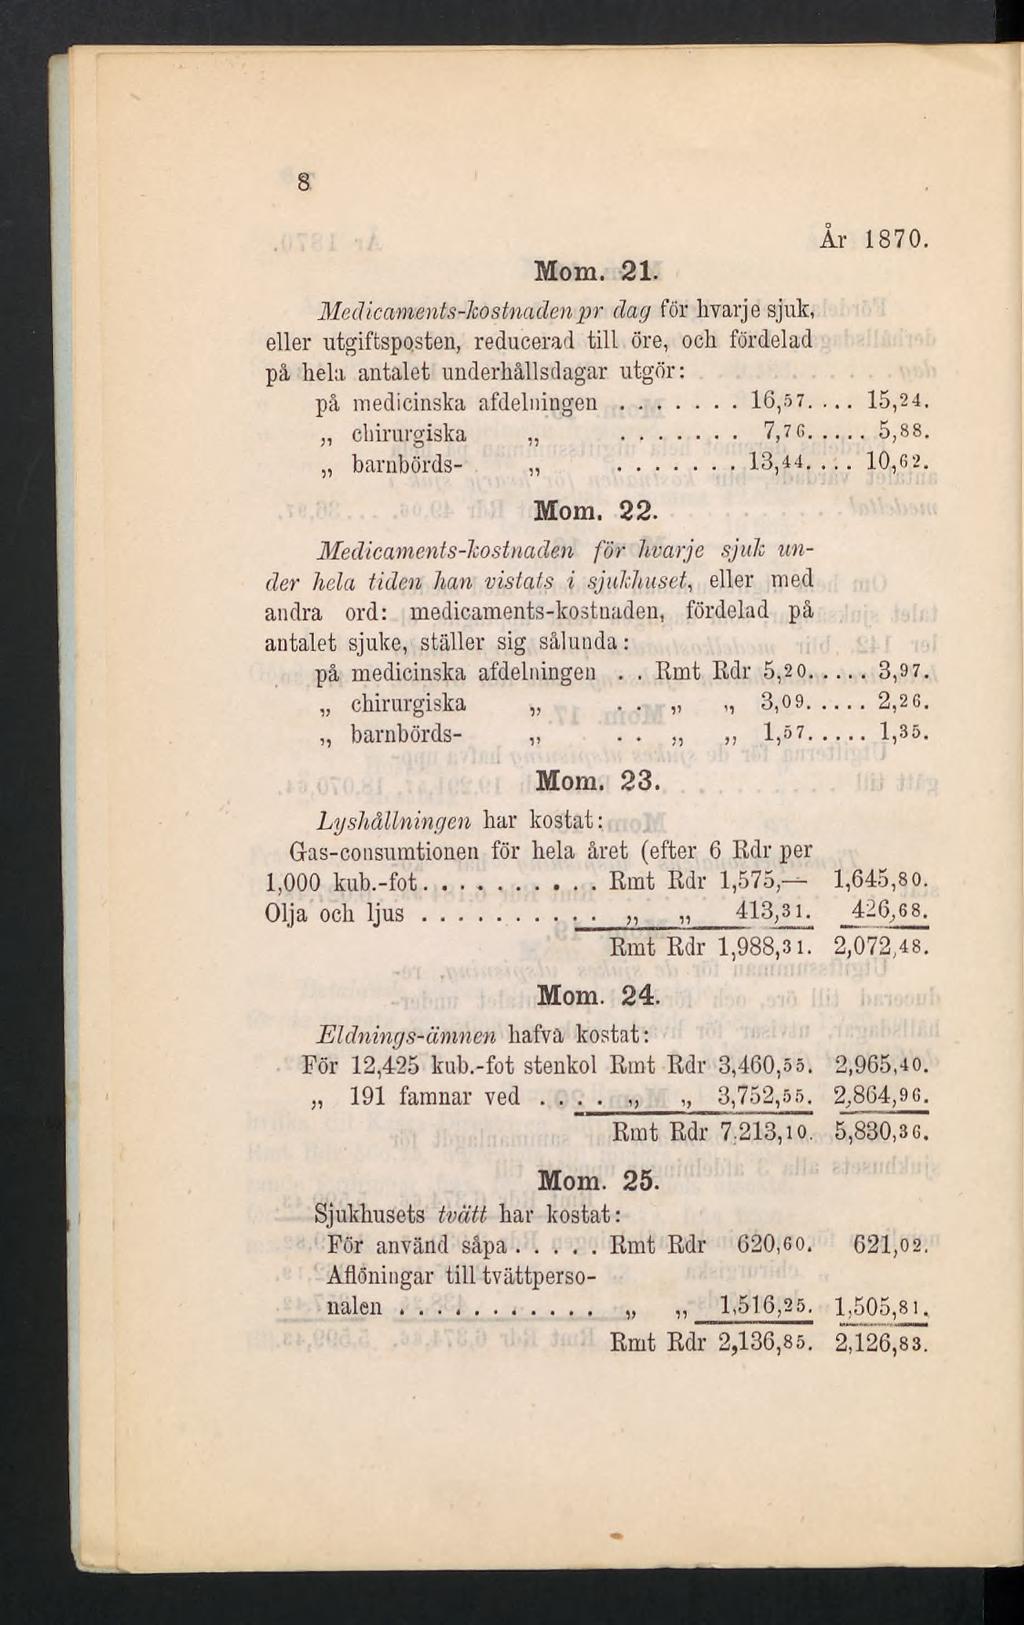 8
År 1870.
Mom. 21.
Medicaments-kostnaden pr dag för hvarje sjuk,
eller utgiftsposten, reducerad till öre, och fördelad
på hela antalet underhållsdagar utgör:
på medicinska afdelningen . . . . . . . 16,57. . . . 15,24.
„ chirurgiska „ . . . . . . . 7,76. . . . . 5,88.
„ barnbörds- „ . . . . . . . 13,44. . . . 10,62.
Mom. 22.
Medicaments-kostnaden för hvarje sjuk un-
der hela tiden han vistats i sjukhuset, eller med
andra ord: medicaments-kostnaden, fördelad på
antalet sjuke, ställer sig sålunda:
på medicinska afdelningen . . Rmt Rdr 5,20. . . . . . 3,97.
„ chirurgiska „ . . „ „ 3,09. . . . . . 2,26.
„ barnbörds- „ . . „ „ 1,57. . . . . . 1,35.
Mom. 23.
Lyshållningen har kostat:
Gas-consumtionen för hela året (efter 6 Rdr per
1,000 kub.-fot. . . . . . . . . . Rmt Rdr 1,575,— 1,645,80.
Olja och ljus . . . . . . . . . . „ „ 413,31. 426,68.
Rmt Rdr 1,988,31. 2,072,48.
Mom. 24.
Eldnings-ämnen hafva kostat:
För 12,425 kub.-fot stenkol Rmt Rdr 3,460,55. 2,965,40.
„ 191 famnar ved . . . . „ „ 3,752,55. 2,864,96.
Rmt Rdr 7,213,10. 5,830,36.
Mom. 25.
Sjukhusets tvätt har kostat:
För använd såpa . . . . . Rmt Rdr 620,60. 621,02.
Aflöningar till tvättperso-
nalen . . . . . . . . . . . „ „ 1,516,25. 1,505,81.
Rmt Rdr 2,136,85. 2,126,83.